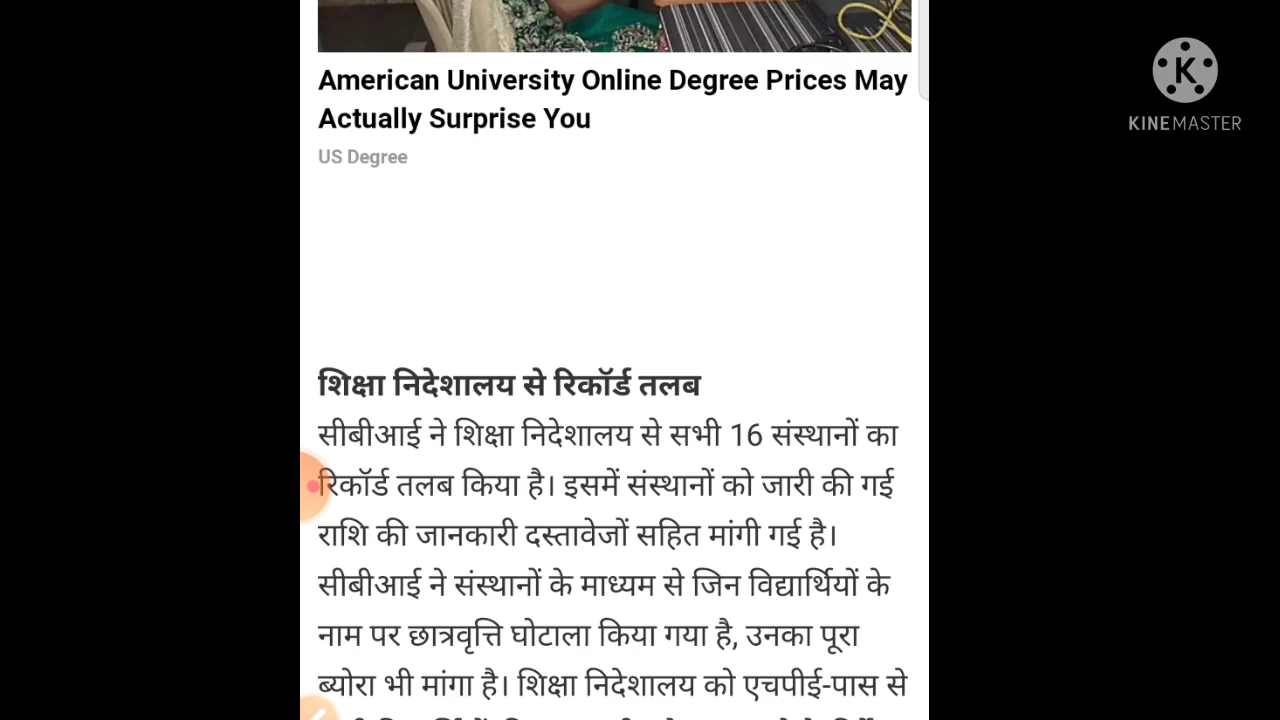 American University Online Degree Prices May
Actually Surprise You
US Degree
KINEMASTER
शिक्षा निदेशालय से रिकॉर्ड तलब
सीबीआई ने शिक्षा निदेशालय से सभी 16 संस्थानों का
रिकॉर्ड तलब किया है। इसमें संस्थानों को जारी की गई
राशि की जानकारी दस्तावेजों सहित मांगी गई है।
सीबीआई ने संस्थानों के माध्यम से जिन विद्यार्थियों के
नाम पर छात्रवृत्ति घोटाला किया गया है, उनका पूरा
ब्योरा भी मांगा है। शिक्षा निदेशालय को एचपीई-पास से